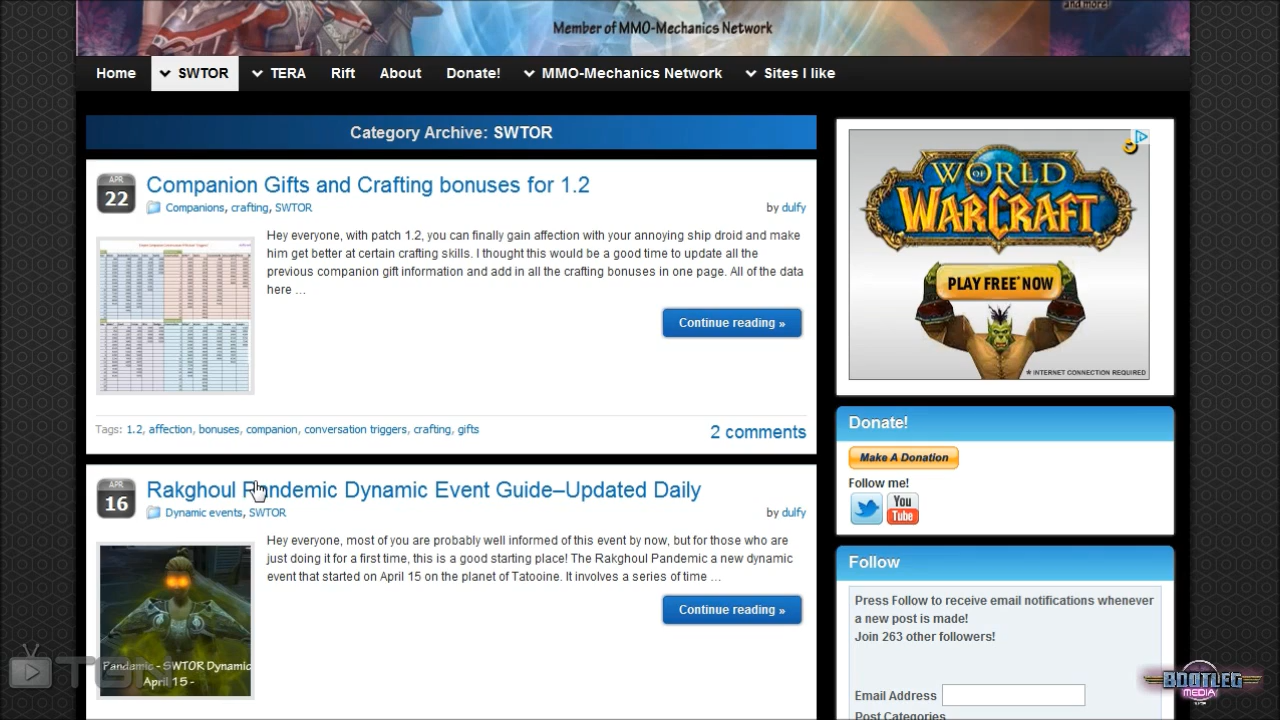 and more!
Member of MMO-Mechanics Network
Home SWTOR TERA Rift About Donate! MMO-Mechanics Network Sites I like
Category Archive: SWTOR
APR
22
Companion Gifts and Crafting bonuses for 1.2
Companions, crafting, SWTOR
by dulfy
Hey everyone, with patch 1.2, you can finally gain affection with your annoying ship droid and make
him get better at certain crafting skills. I thought this would be a good time to update all the
previous companion gift information and add in all the crafting bonuses in one page. All of the data
here ...
Continue reading »
Tags: 1.2, affection, bonuses, companion, conversation triggers, crafting, gifts
2 comments
APR
16
Rakghoul Pandemic Dynamic Event Guide–Updated Daily
Dynamic events, SWTOR
by dulfy
Hey everyone, most of you are probably well informed of this event by now, but for those who are
just doing it for a first time, this is a good starting place! The Rakghoul Pandemic a new dynamic
event that started on April 15 on the planet of Tatooine. It involves a series of time ...
Continue reading »
Pandemic - SWTOR Dynamic
April 15 -
WORLD
OF
WARCRAFT
PLAY FREE* NOW
* INTERNET CONNECTION REQUIRED
Donate!
Make A Donation
Follow me!
You
Tube
Follow
Press Follow to receive email notifications whenever
a new post is made!
Join 263 other followers!
Email Address
Post Categories
BOOTLEG
MEDIA